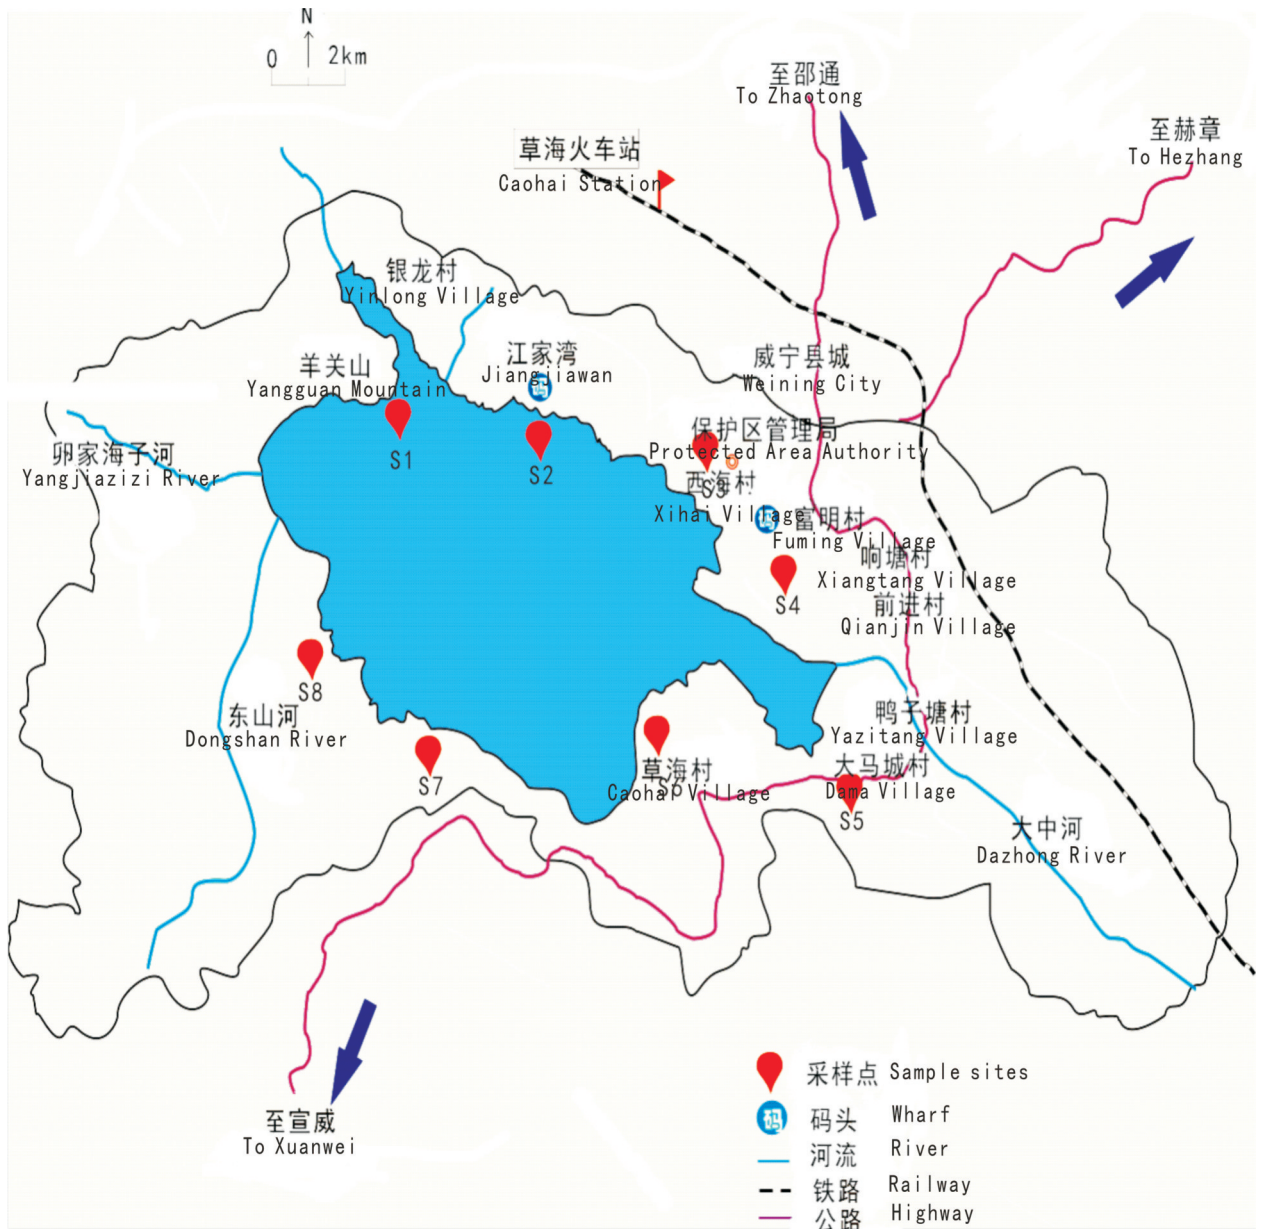 N
0 2km
至邵通
To Zhaotong
至赫章
To Hezhang
草海火车站
Caohai Station
银龙村
Yinlong Village
羊关山
Yangguan Mountain
江家湾
Jiangjiawan
码
威宁县城
Weining City
S1
S2
保护区管理局
Protected Area Authority
卵家海子河
Yangjiazizi River
西海村
S3
Xihai Village
码
富明村
Fuming Village
响塘村
Xiangtang Village
S4
前进村
Qianjin Village
S8
东山河
Dongshan River
鸭子塘村
Yazitang Village
S7
草海村
S6
Caohai Village
大马城村
Dama Village
S5
大中河
Dazhong River
至宣威
To Xuanwei
采样点 Sample sites
码 码头 Wharf
河流 River
铁路 Railway
公路 Highway